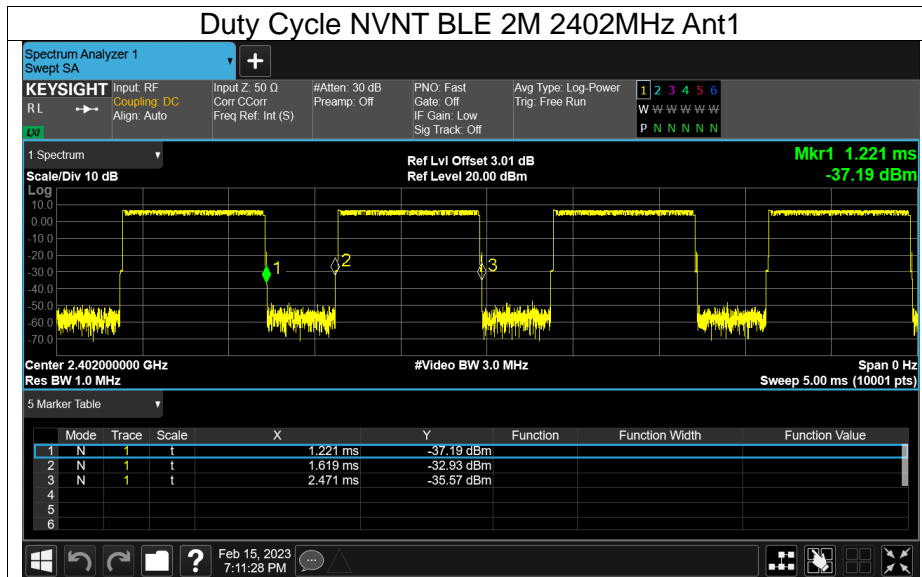 Duty Cycle NVNT BLE 2M 2402MHz Ant1
Spectrum Analyzer 1
Swept SA
KEYSIGHT Input: RF Input Z: 50 Ω #Atten: 30 dB PNO: Fast Avg Type: Log-Power 1 2 3 4 5 6
R L Coupling: DC Corr CCorr Preamp: Off Gate: Off Trig: Free Run W W W W W W
Align: Auto Freq Ref: Int (S) IF Gain: Low
LXI Sig Track: Off P N N N N N
1 Spectrum Ref Lvl Offset 3.01 dB Mkr1 1.221 ms
Scale/Div 10 dB Ref Level 20.00 dBm -37.19 dBm
Log
10.0
0.00
-10.0
-20.0
-30.0
-40.0
-50.0
-60.0
-70.0
1
2
3
Center 2.402000000 GHz #Video BW 3.0 MHz Span 0 Hz
Res BW 1.0 MHz Sweep 5.00 ms (10001 pts)
5 Marker Table
Mode Trace Scale X Y Function Function Width Function Value
1 N 1 t 1.221 ms -37.19 dBm
2 N 1 t 1.619 ms -32.93 dBm
3 N 1 t 2.471 ms -35.57 dBm
4
5
6
? Feb 15, 2023
7:11:28 PM